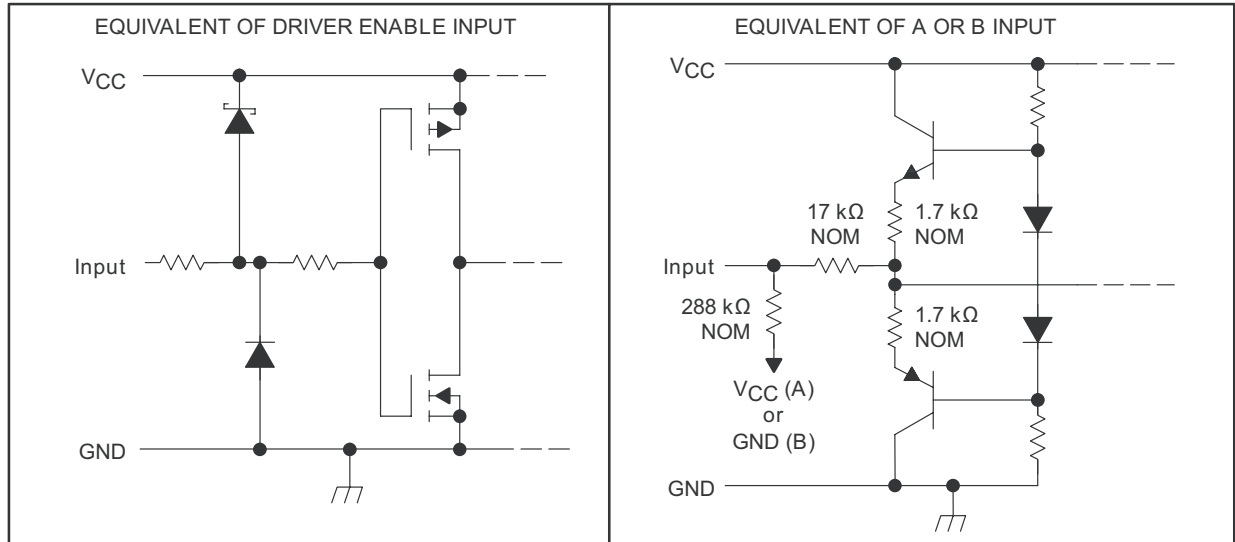 EQUIVALENT OF DRIVER ENABLE INPUT
VCC
Input
GND
EQUIVALENT OF A OR B INPUT
VCC
17 kΩ
NOM
1.7 kΩ
NOM
Input
288 kΩ
NOM
1.7 kΩ
NOM
VCC (A)
or
GND (B)
GND